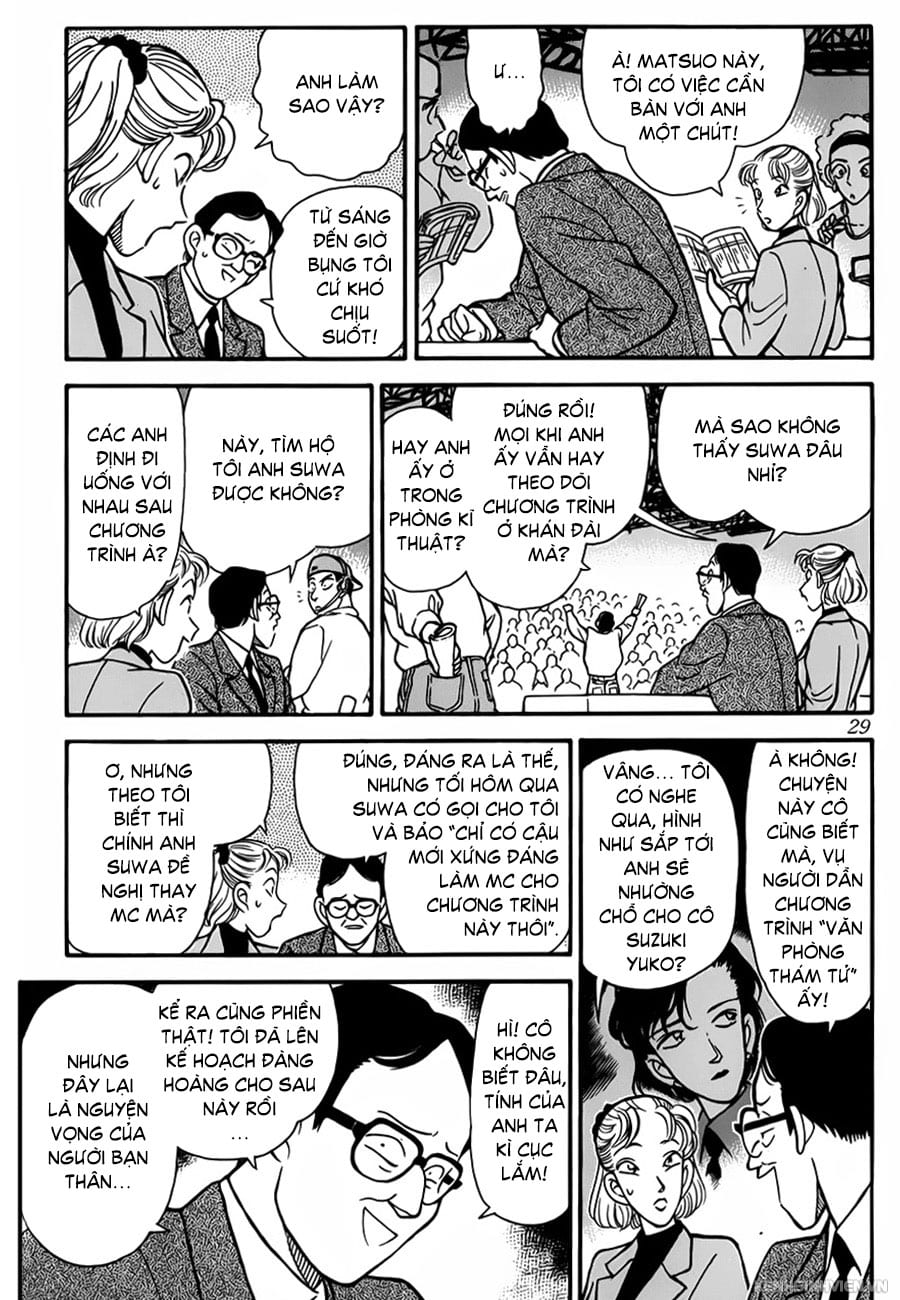 À! MATSUO NÀY,
TÔI CÓ VIỆC CẦN
BÀN VỚI ANH
MỘT CHÚT!
Ư...
ANH LÀM
SAO VẬY?
TỪ SÁNG
ĐẾN GIỜ
BỤNG TÔI
CỨ KHÓ
CHỊU
SUỐT!
MÀ SAO KHÔNG
THẤY SUWA ĐÂU
NHỈ?
ĐÚNG RỒI!
MỌI KHI ANH
ẤY VẪN HAY
THEO DÕI
CHƯƠNG TRÌNH
Ở KHÁN ĐÀI
MÀ?
HAY ANH
ẤY Ở
TRONG
PHÒNG KĨ
THUẬT?
NÀY, TÌM HỘ
TÔI ANH SUWA
ĐƯỢC KHÔNG?
CÁC ANH
ĐỊNH ĐI
UỐNG VỚI
NHAU SAU
CHƯƠNG
TRÌNH À?
29
À KHÔNG!
CHUYỆN
NÀY CÔ
CŨNG BIẾT
MÀ, VỤ
NGƯỜI DẪN
CHƯƠNG
TRÌNH "VĂN
PHÒNG
THÁM TỬ"
ẤY!
VÂNG... TÔI
CÓ NGHE
QUA, HÌNH
NHƯ SẮP TỚI
ANH SẼ
NHƯỜNG
CHỖ CHO CÔ
SUZUKI
YUKO?
ĐÚNG, ĐÁNG RA LÀ THẾ,
NHƯNG TỐI HÔM QUA
SUWA CÓ GỌI CHO TÔI
VÀ BẢO "CHỈ CÓ CẬU
MỚI XỨNG ĐÁNG
LÀM MC CHO
CHƯƠNG TRÌNH
NÀY THÔI".
Ơ, NHƯNG
THEO TÔI
BIẾT THÌ
CHÍNH ANH
SUWA ĐỀ
NGHỊ THAY
MC MÀ?
HÌ! CÔ
KHÔNG
BIẾT ĐÂU,
TÍNH CỦA
ANH TA
KÌ CỤC
LẮM!
KỂ RA CŨNG PHIỀN
THẬT! TÔI ĐÃ LÊN
KẾ HOẠCH ĐÀNG
HOÀNG CHO SAU
NÀY RỒI
...
NHƯNG
ĐÂY LẠI
LÀ NGUYỆN
VỌNG CỦA
NGƯỜI BẠN
THÂN...